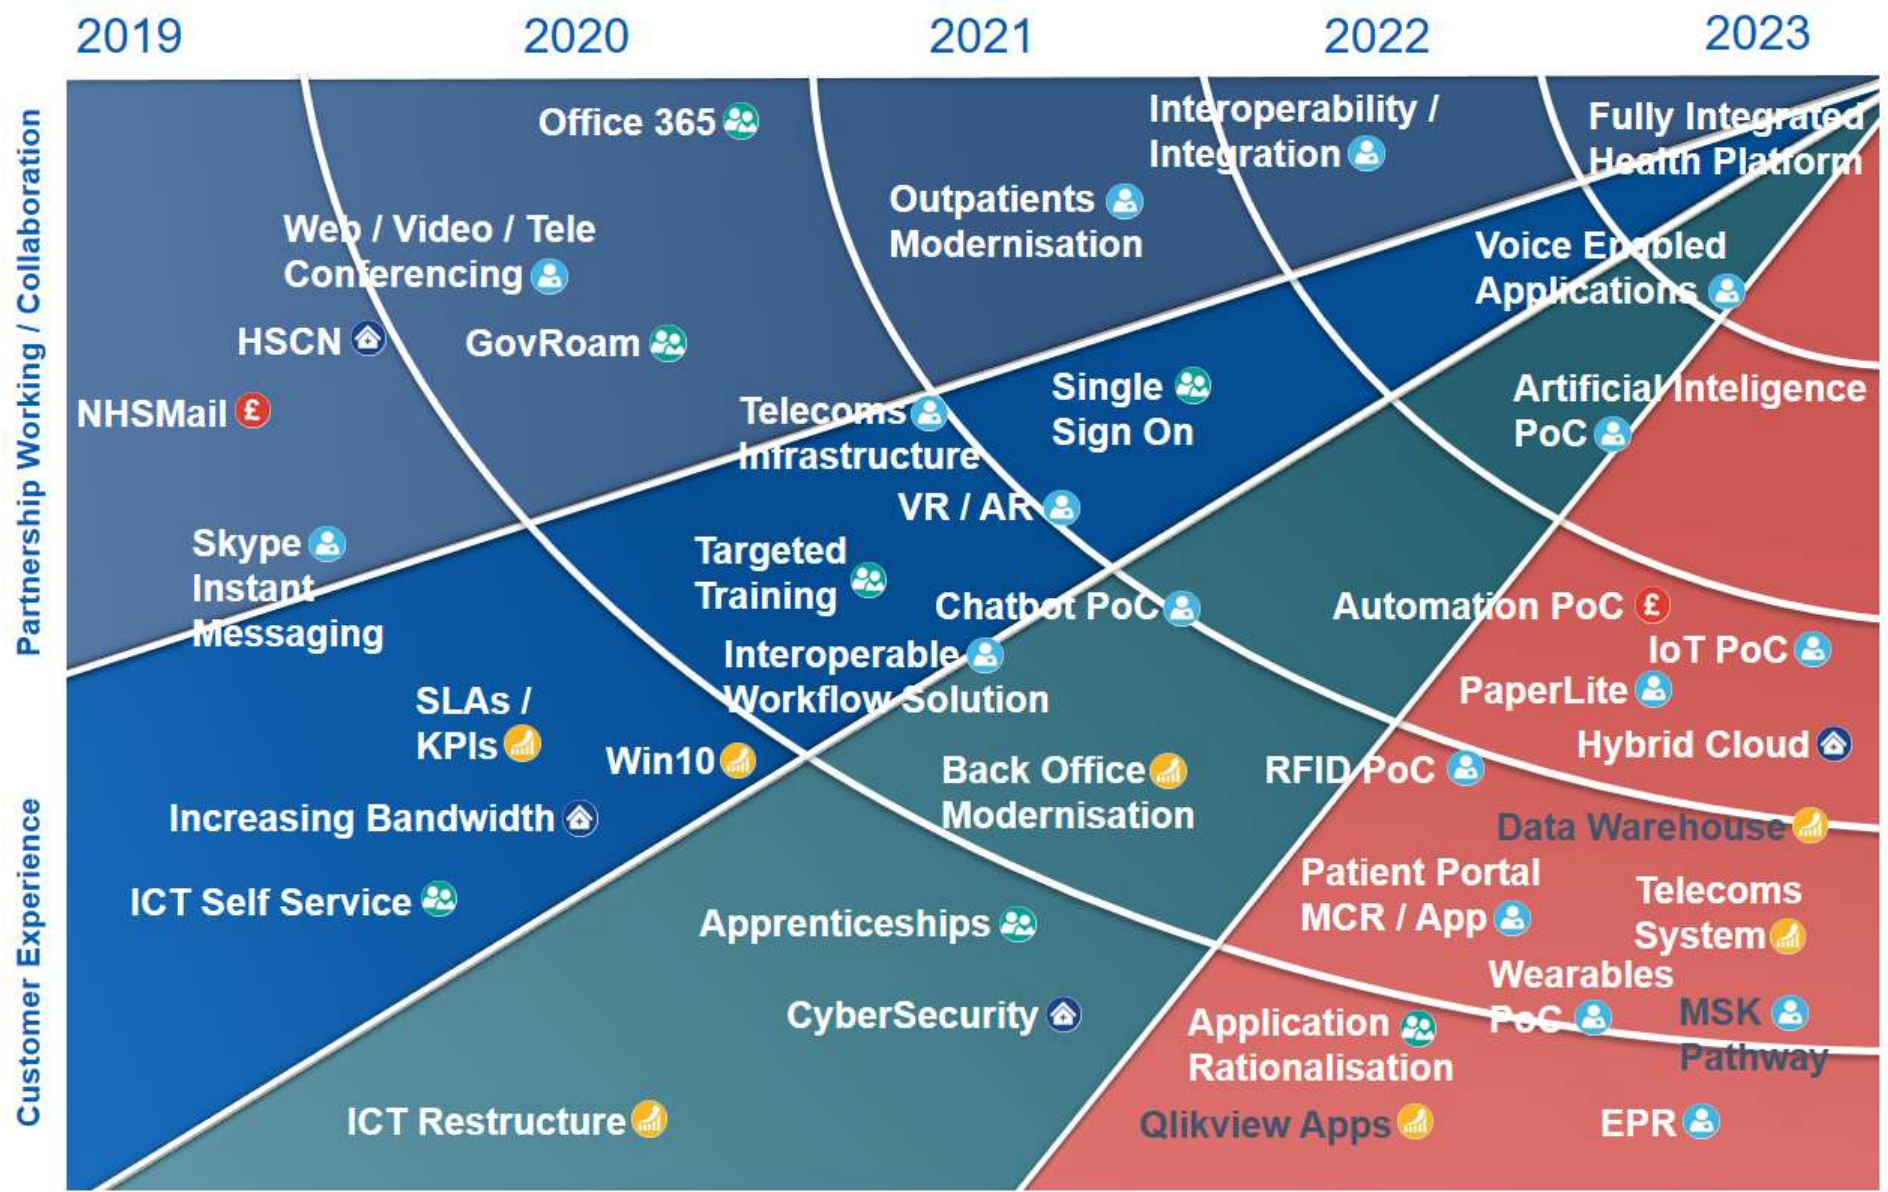 2019
2020
2021
2022
2023
Partnership Working / Collaboration
Customer Experience
Office 365
Interoperability /
Integration
Fully Integrated
Health Platform
Outpatients
Modernisation
Web / Video / Tele
Conferencing
Voice Enabled
Applications
HSCN
GovRoam
NHSMail £
Telecoms
Infrastructure
Single
Sign On
Artificial Inteligence
PoC
VR / AR
Skype
Instant
Messaging
Targeted
Training
Chatbot PoC
Automation PoC £
Interoperable
Workflow Solution
IoT PoC
PaperLite
SLAs /
KPIs
Win10
Hybrid Cloud
Back Office
Modernisation
RFID PoC
Increasing Bandwidth
Data Warehouse
ICT Self Service
Patient Portal
MCR / App
Telecoms
System
Apprenticeships
Wearables
PoC
CyberSecurity
Application
Rationalisation
MSK
Pathway
ICT Restructure
Qlikview Apps
EPR